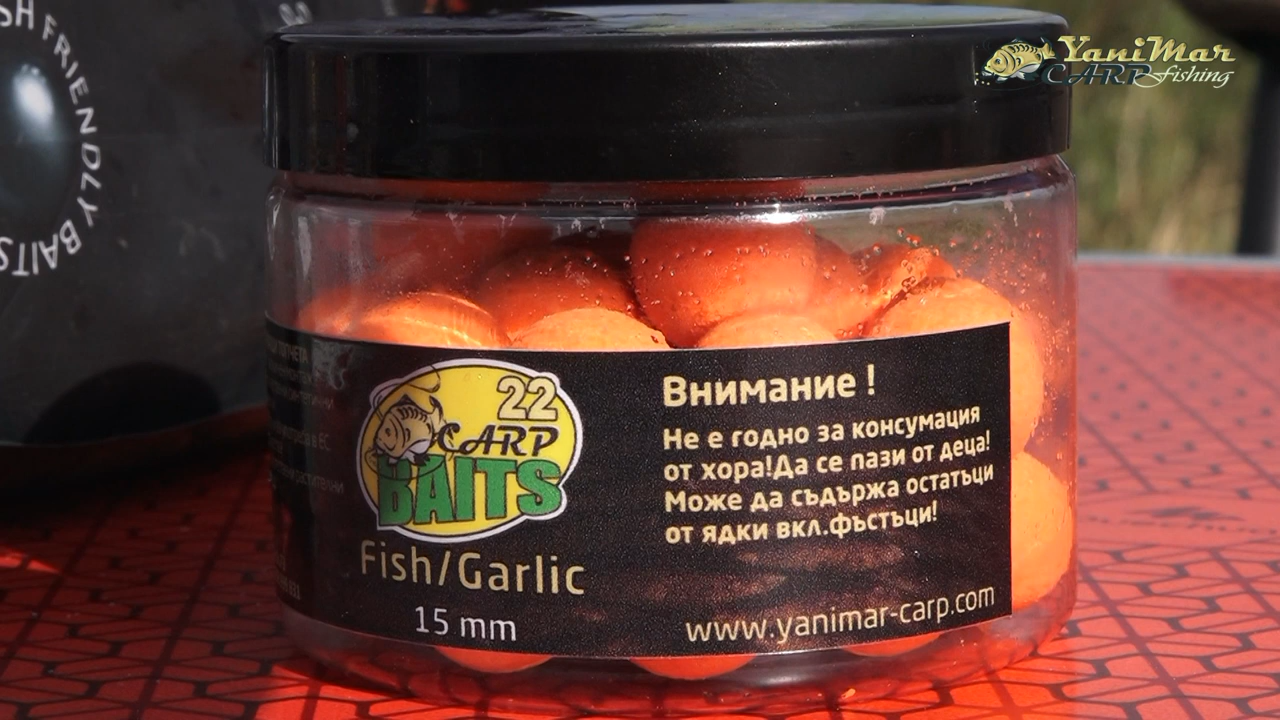 YaniMar
CARP fishing
SH FRIENDLY BAITS
22
CARP
BAITS
Fish/Garlic
15 mm
Внимание !
Не е годно за консумация
от хора!Да се пази от деца!
Може да съдържа остатъци
от ядки вкл.фъстъци!
www.yanimar-carp.com